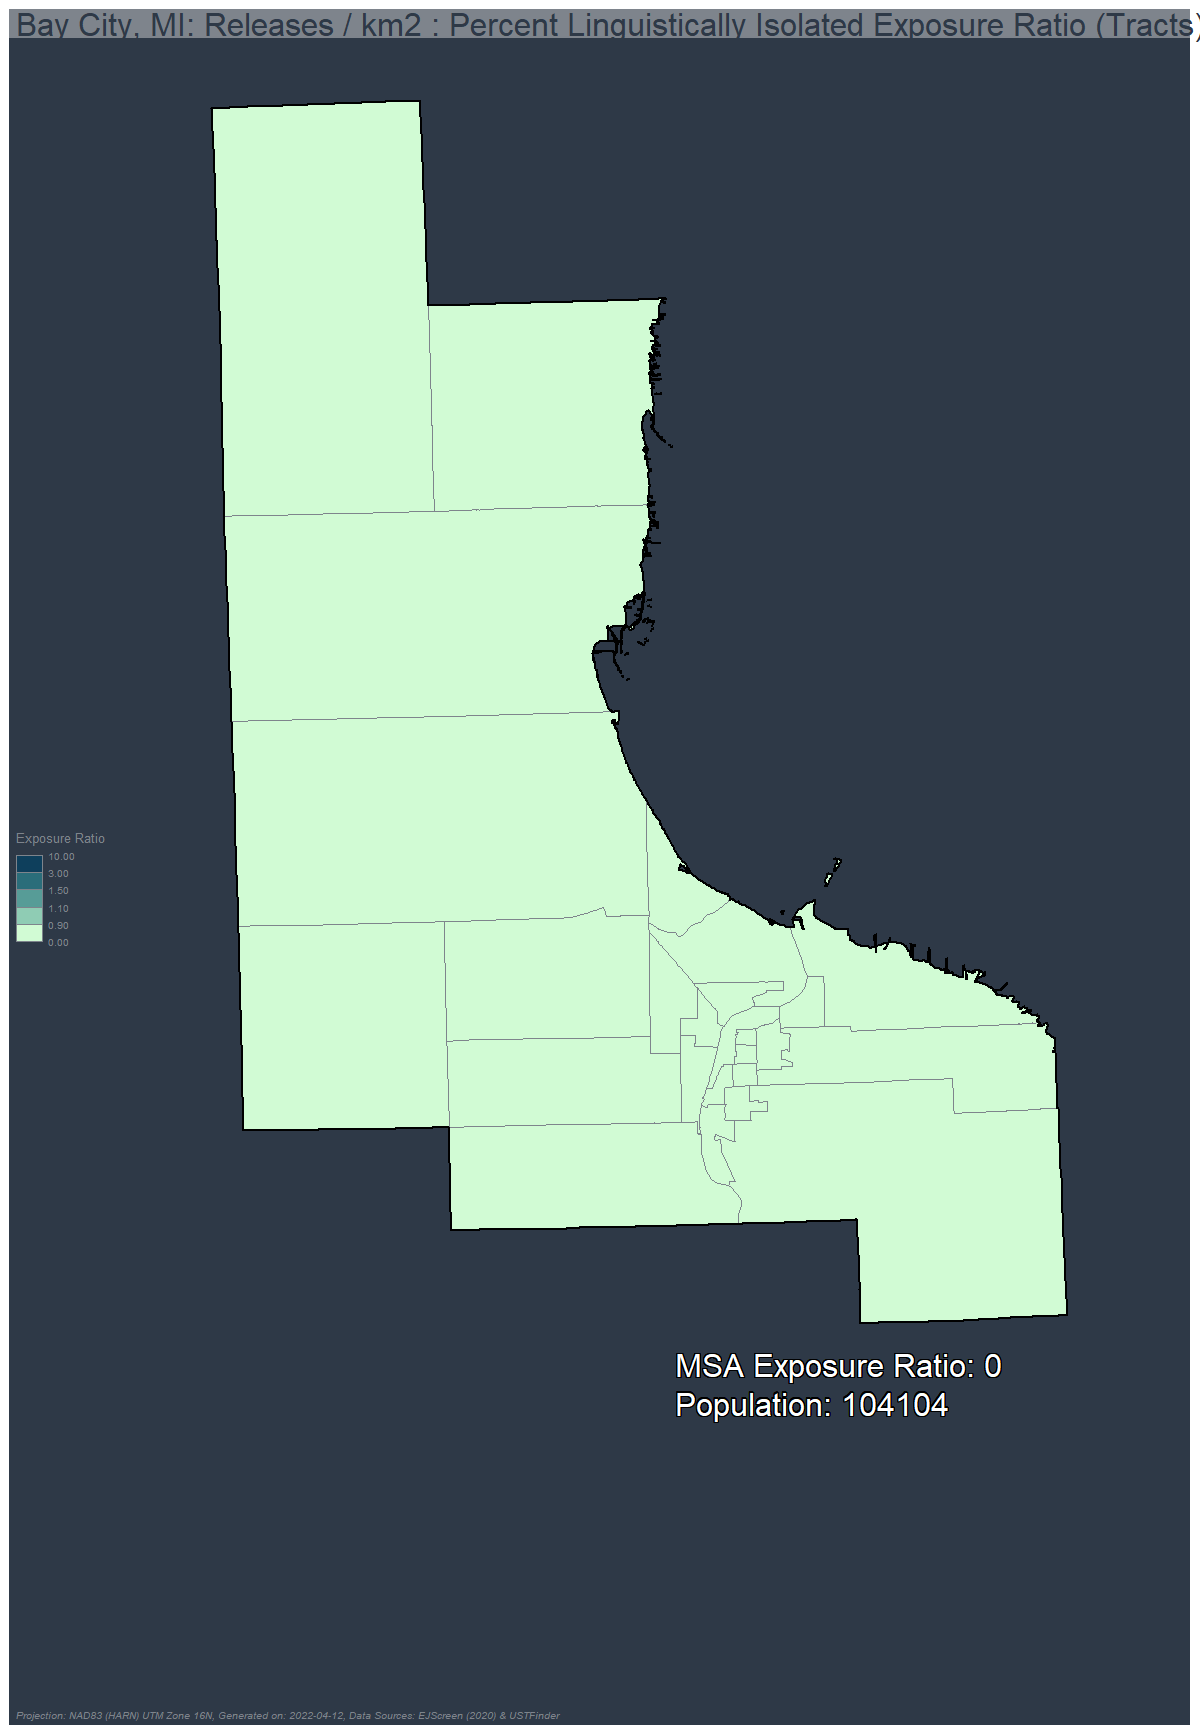 Bay City, MI: Releases / km2 : Percent Linguistically Isolated Exposure Ratio (Tracts)
Exposure Ratio
10.00
3.00
1.50
1.10
0.90
0.00
MSA Exposure Ratio: 0
Population: 104104
Projection: NAD83 (HARN) UTM Zone 16N, Generated on: 2022-04-12, Data Sources: EJScreen (2020) & USTFinder